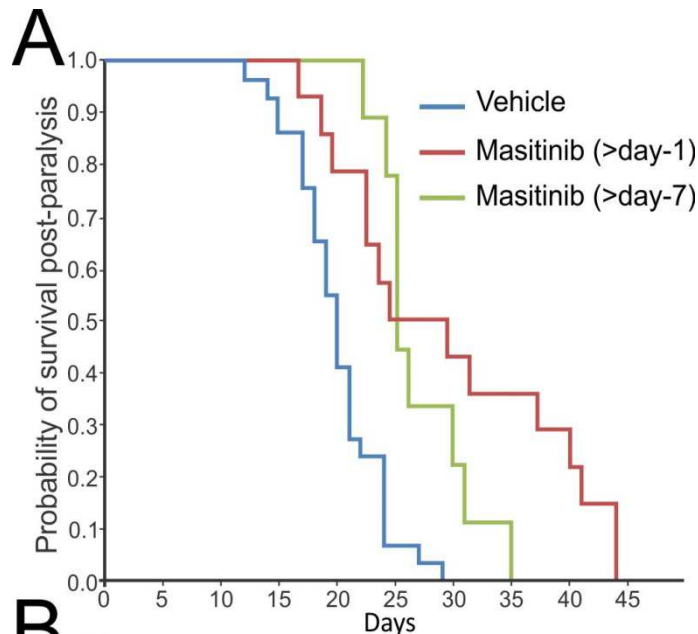 A
Probability of survival post-paralysis
1.0
0.9
0.8
0.7
0.6
0.5
0.4
0.3
0.2
0.1
0.0
Vehicle
Masitinib (>day-1)
Masitinib (>day-7)
0 5 10 15 20 25 30 35 40 45
Days
B